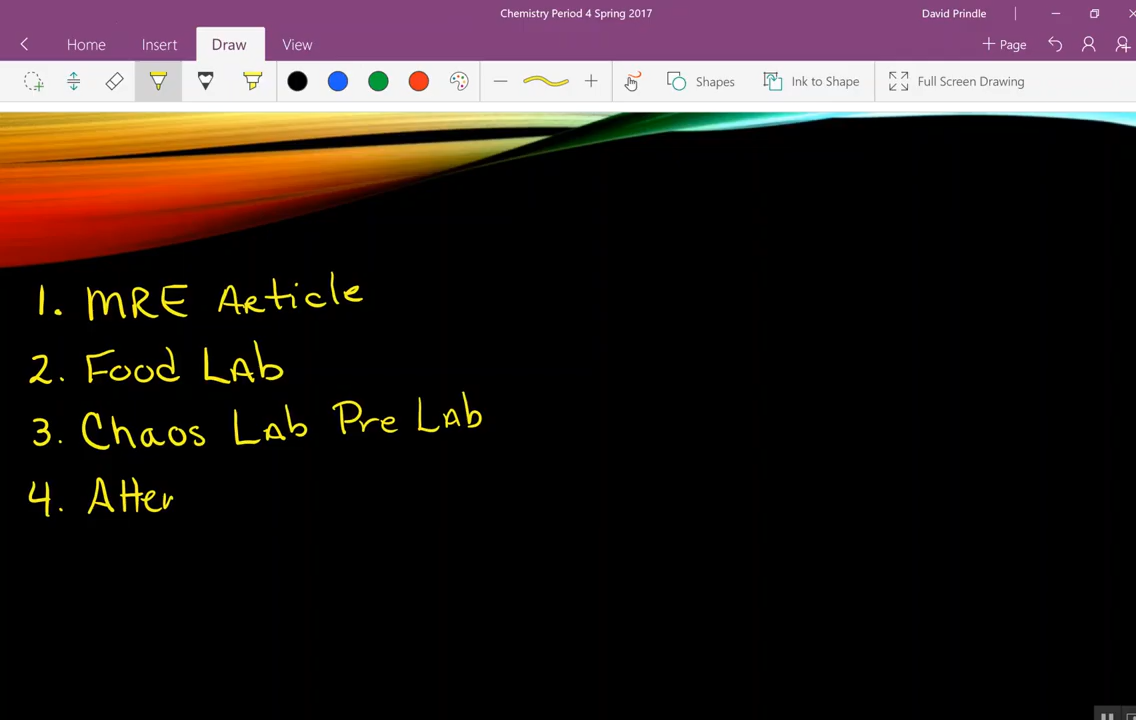 Chemistry Period 4 Spring 2017
David Prindle
Home Insert Draw View
Page
Shapes Ink to Shape Full Screen Drawing
1. MRE Article
2. Food LAb
3. Chaos LAb Pre LAb
4. Atter